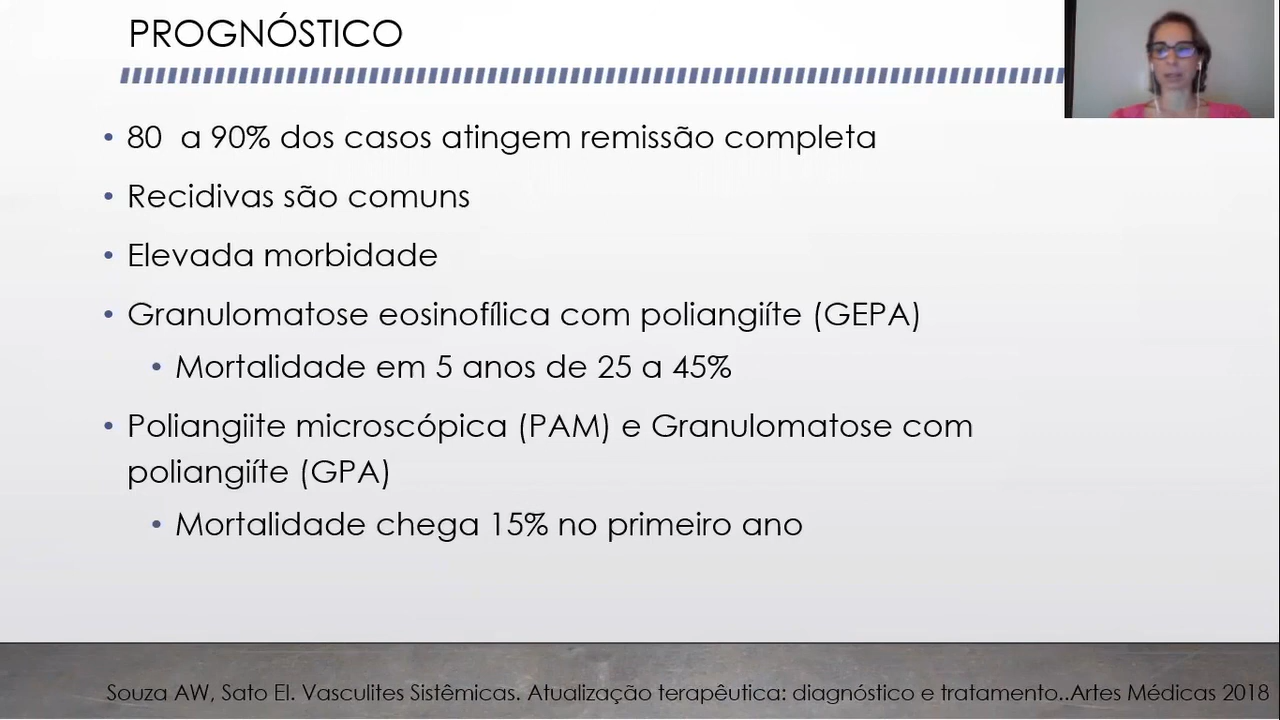 PROGNÓSTICO
• 80 a 90% dos casos atingem remissão completa
• Recidivas são comuns
• Elevada morbidade
• Granulomatose eosinofílica com poliangiíte (GEPA)
• Mortalidade em 5 anos de 25 a 45%
• Poliangiite microscópica (PAM) e Granulomatose com
poliangiíte (GPA)
• Mortalidade chega 15% no primeiro ano
Souza AW, Sato EI. Vasculites Sistêmicas. Atualização terapêutica: diagnóstico e tratamento..Artes Médicas 2018